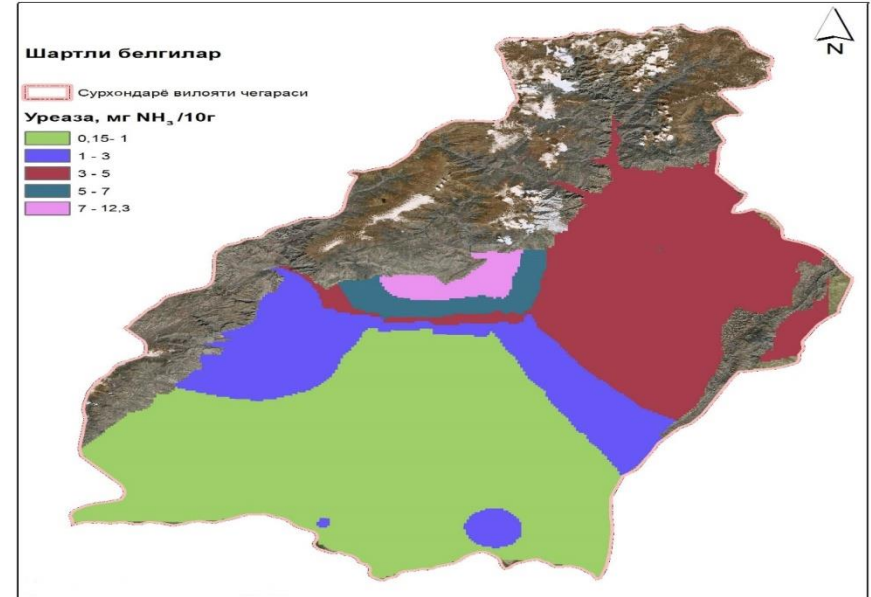 Шартли белгилар
Сурхондарё вилояти чегараси
Уреаза, мг NH₃ /10г
0,15- 1
1 - 3
3 - 5
5 - 7
7 - 12,3
N